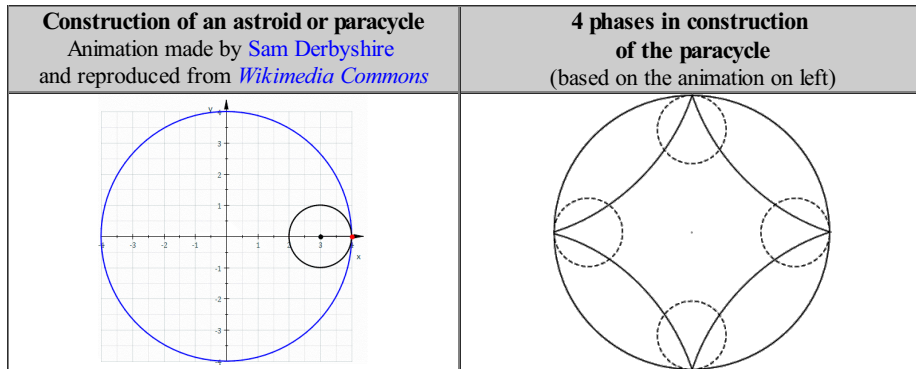 Construction of an astroid or paracycle
Animation made by Sam Derbyshire
and reproduced from Wikimedia Commons
4 phases in construction
of the paracycle
(based on the animation on left)
y
4
3
2
1
-3
-2
-1
1
2
3
x
-1
-2
-3